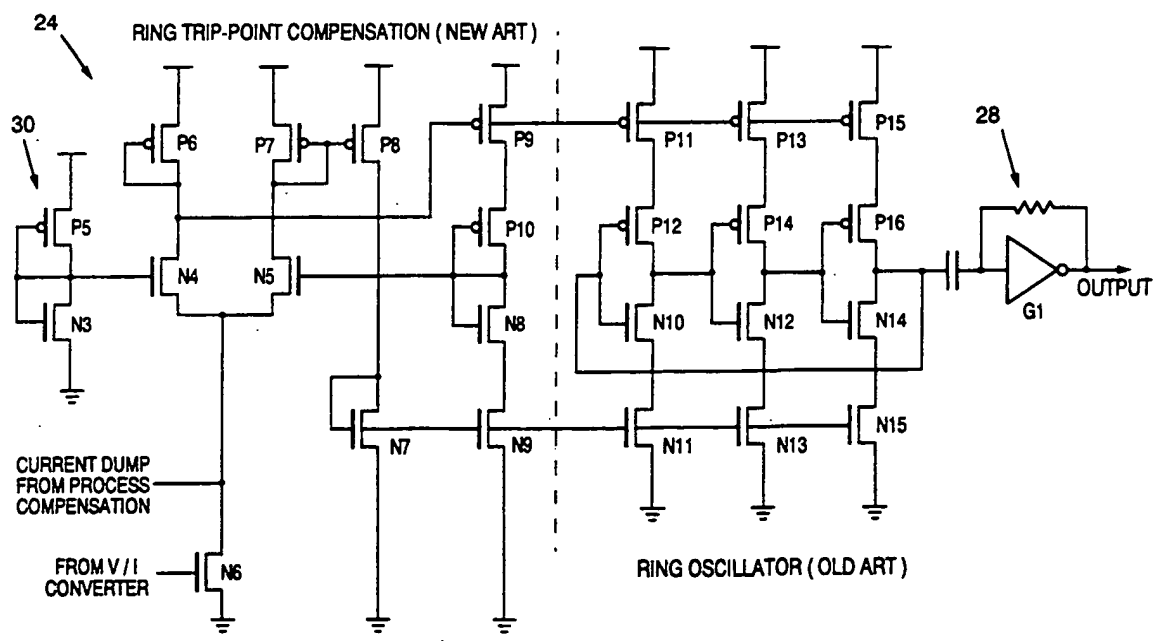 24
RING TRIP-POINT COMPENSATION ( NEW ART )
30
28
P6
P7
P8
P9
P11
P13
P15
P5
P10
P12
P14
P16
N4
N5
N3
N8
N10
N12
N14
G1
OUTPUT
N7
N9
N11
N13
N15
CURRENT DUMP
FROM PROCESS
COMPENSATION
FROM V / I
CONVERTER
N6
RING OSCILLATOR ( OLD ART )